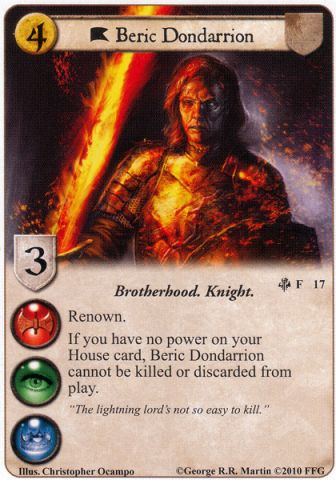 4
Beric Dondarrion
3
Brotherhood. Knight.
F 17
Renown.
If you have no power on your
House card, Beric Dondarrion
cannot be killed or discarded from
play.
"The lightning lord's not so easy to kill."
Illus. Christopher Ocampo ©George R.R. Martin ©2010 FFG